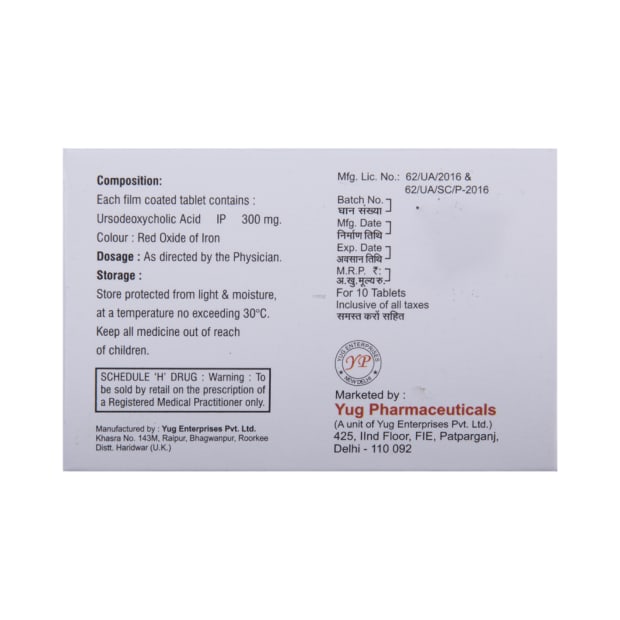 Composition:
Each film coated tablet contains :
Ursodeoxycholic Acid IP 300 mg.
Colour : Red Oxide of Iron
Dosage : As directed by the Physician.
Storage :
Store protected from light & moisture,
at a temperature no exceeding 30°C.
Keep all medicine out of reach
of children.
SCHEDULE 'H' DRUG : Warning : To
be sold by retail on the prescription of
a Registered Medical Practitioner only.
Manufactured by : Yug Enterprises Pvt. Ltd.
Khasra No. 143M, Raipur, Bhagwanpur, Roorkee
Distt. Haridwar (U.K.)
Mfg. Lic. No.: 62/UA/2016 &
62/UA/SC/P-2016
Batch No.
घान संख्या
Mfg. Date
निर्माण तिथि
Exp. Date
अवसान तिथि
M.R.P. ₹:
अ.खु.मूल्य रु.
For 10 Tablets
Inclusive of all taxes
समस्त करों सहित
YUG ENTERPRISES
YP
NEW DELHI
Marketed by :
Yug Pharmaceuticals
(A unit of Yug Enterprises Pvt. Ltd.)
425, IInd Floor, FIE, Patparganj,
Delhi - 110 092